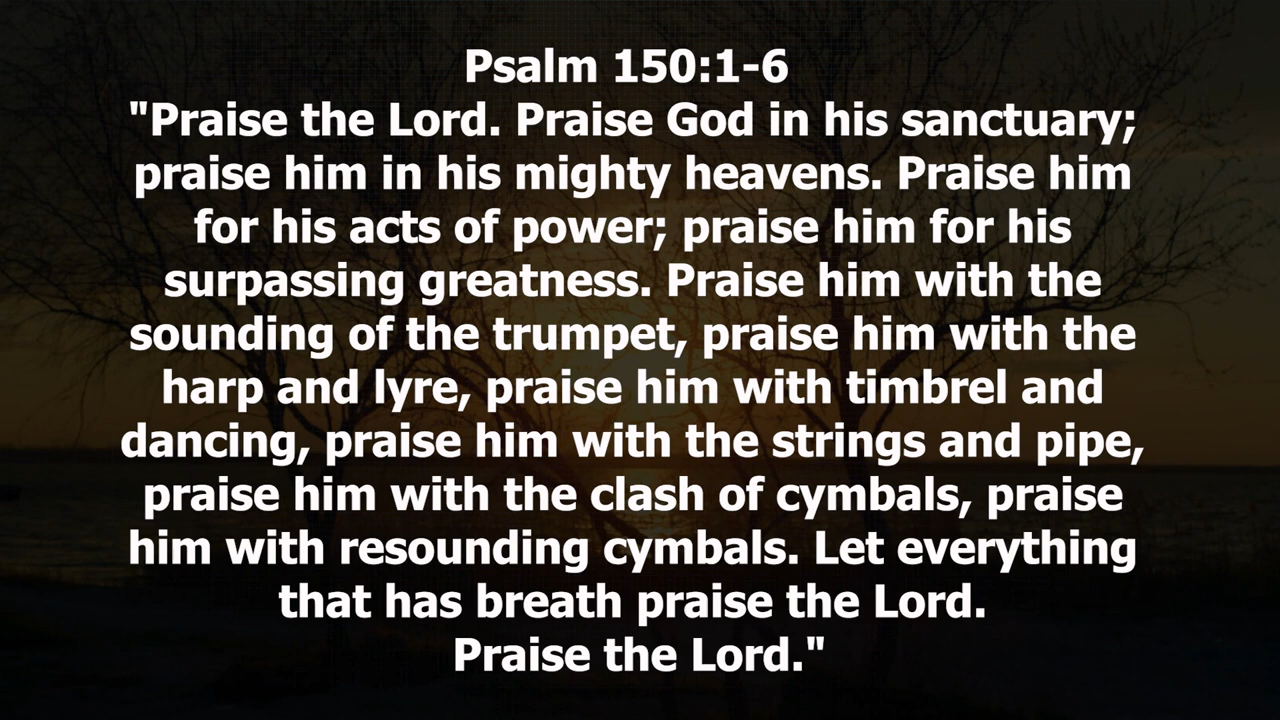 Psalm 150:1-6
"Praise the Lord. Praise God in his sanctuary;
praise him in his mighty heavens. Praise him
for his acts of power; praise him for his
surpassing greatness. Praise him with the
sounding of the trumpet, praise him with the
harp and lyre, praise him with timbrel and
dancing, praise him with the strings and pipe,
praise him with the clash of cymbals, praise
him with resounding cymbals. Let everything
that has breath praise the Lord.
Praise the Lord."